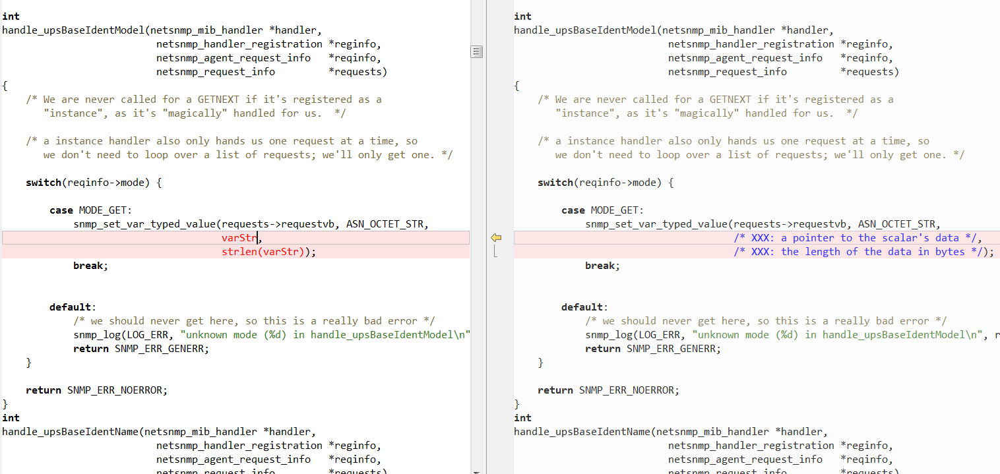 int
handle_upsBaseIdentModel(netsnmp_mib_handler *handler,
netsnmp_handler_registration *reginfo,
netsnmp_agent_request_info *reqinfo,
netsnmp_request_info *requests)
{
/* We are never called for a GETNEXT if it's registered as a
"instance", as it's "magically" handled for us. */
/* a instance handler also only hands us one request at a time, so
we don't need to loop over a list of requests; we'll only get one. */
switch(reqinfo->mode) {
case MODE_GET:
snmp_set_var_typed_value(requests->requestvb, ASN_OCTET_STR,
varStr,
strlen(varStr));
break;
default:
/* we should never get here, so this is a really bad error */
snmp_log(LOG_ERR, "unknown mode (%d) in handle_upsBaseIdentModel\n"
return SNMP_ERR_GENERR;
}
return SNMP_ERR_NOERROR;
}
int
handle_upsBaseIdentName(netsnmp_mib_handler *handler,
netsnmp_handler_registration *reginfo,
netsnmp_agent_request_info *reqinfo,
netsnmp_request_info *requests)
int
handle_upsBaseIdentModel(netsnmp_mib_handler *handler,
netsnmp_handler_registration *reginfo,
netsnmp_agent_request_info *reqinfo,
netsnmp_request_info *requests)
{
/* We are never called for a GETNEXT if it's registered as a
"instance", as it's "magically" handled for us. */
/* a instance handler also only hands us one request at a time, so
we don't need to loop over a list of requests; we'll only get one. */
switch(reqinfo->mode) {
case MODE_GET:
snmp_set_var_typed_value(requests->requestvb, ASN_OCTET_STR,
/* XXX: a pointer to the scalar's data */,
/* XXX: the length of the data in bytes */);
break;
default:
/* we should never get here, so this is a really bad error */
snmp_log(LOG_ERR, "unknown mode (%d) in handle_upsBaseIdentModel\n", r
return SNMP_ERR_GENERR;
}
return SNMP_ERR_NOERROR;
}
int
handle_upsBaseIdentName(netsnmp_mib_handler *handler,
netsnmp_handler_registration *reginfo,
netsnmp_agent_request_info *reqinfo,
netsnmp_request_info *requests)